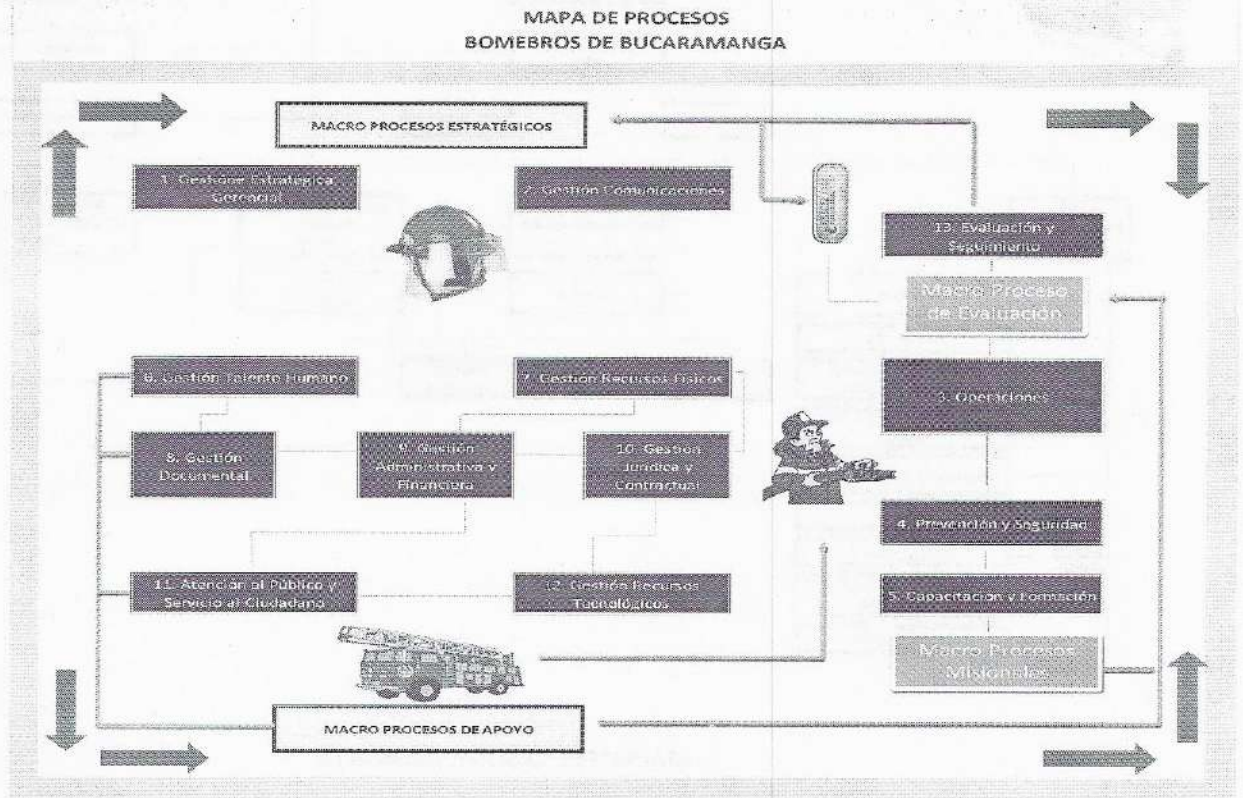 MAPA DE PROCESOS
BOMEBROS DE BUCARAMANGA
MACRO PROCESOS ESTRATÉGICOS
1. Gestione Estrategica
Gerencial
2. Gestión Comunicaciones
13. Evaluación y
Seguimiento
Macro Proceso
de Evaluación
6. Gestión Talento Humano
7. Gestión Recursos Físicos
3. Operaciones
8. Gestión
Documental
9. Gestión
Administrativa y
Financiera
10. Gestión
Jurídica y
Contractual
4. Prevención y Seguridad
11. Atención al Público y
Servicio al Ciudadano
12. Gestión Recursos
Tecnológicos
5. Capacitación y Formación
Macro Procesos
Misionales
MACRO PROCESOS DE APOYO